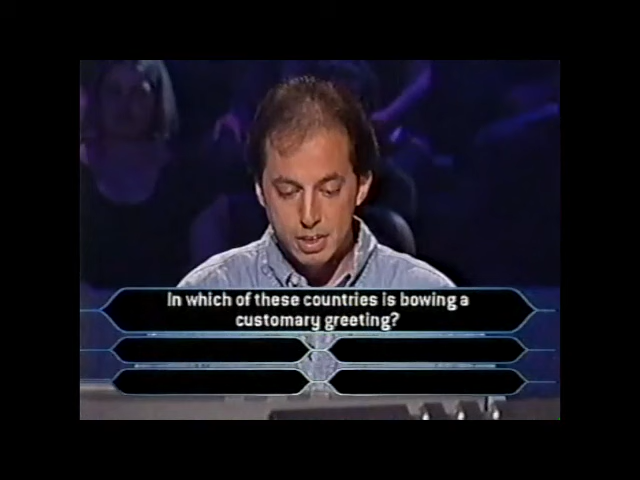 In which of these countries is bowing a
customary greeting?